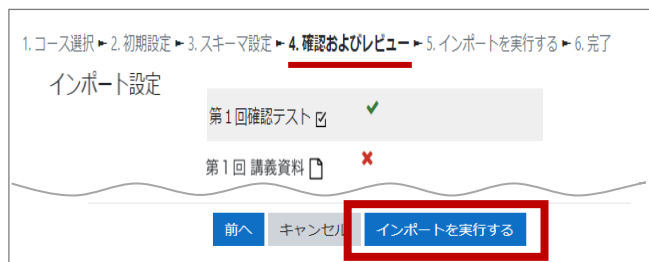 1. コース選択 ► 2. 初期設定 ► 3. スキーマ設定 ► 4. 確認およびレビュー ► 5. インポートを実行する ► 6. 完了
インポート設定
第１回確認テスト
第１回 講義資料
前へ キャンセル インポートを実行する